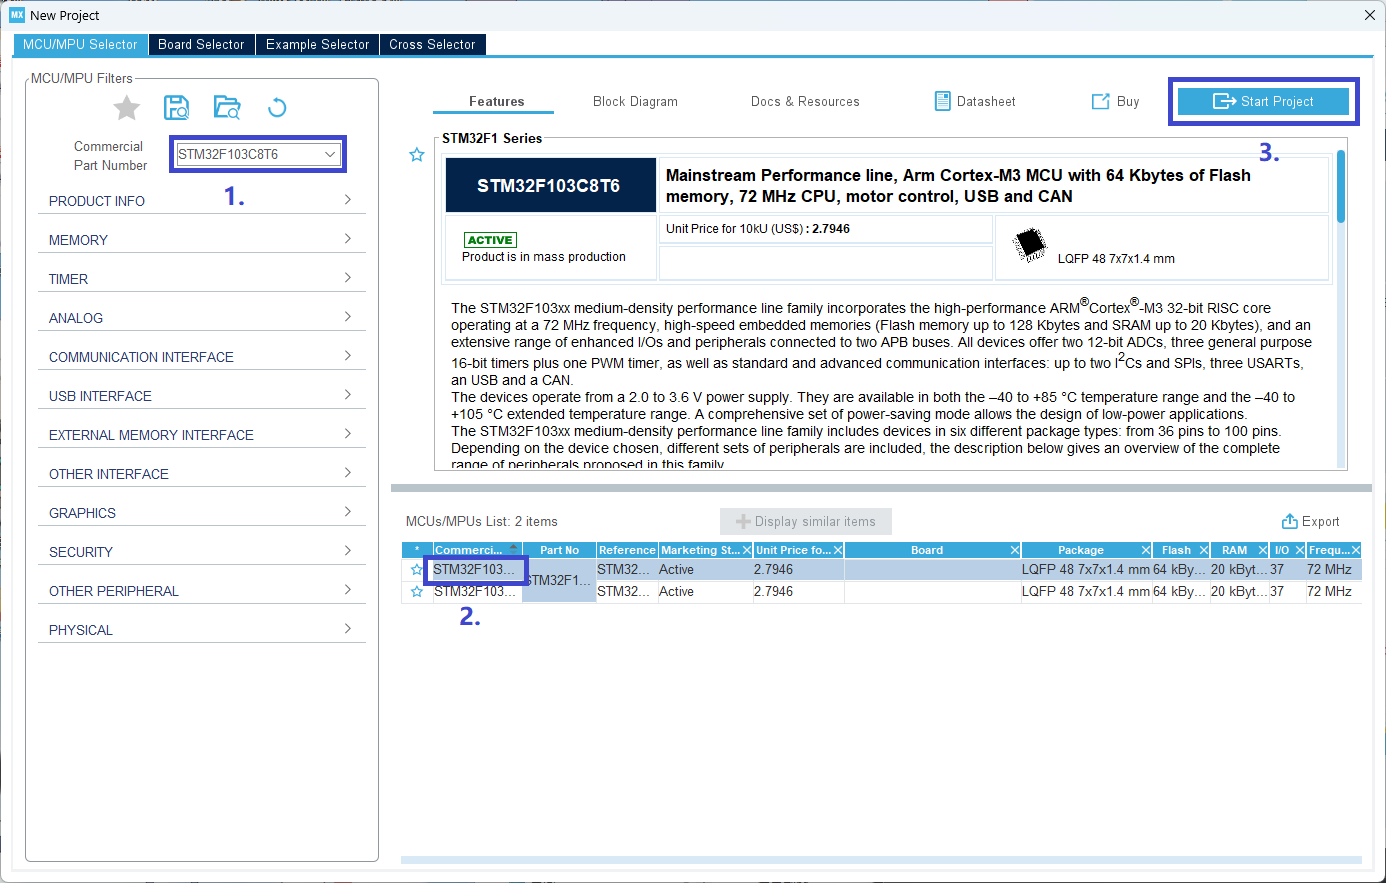 MX New Project
MCU/MPU Selector Board Selector Example Selector Cross Selector
MCU/MPU Filters
Commercial
Part Number
STM32F103C8T6
1.
PRODUCT INFO
MEMORY
TIMER
ANALOG
COMMUNICATION INTERFACE
USB INTERFACE
EXTERNAL MEMORY INTERFACE
OTHER INTERFACE
GRAPHICS
SECURITY
OTHER PERIPHERAL
PHYSICAL
Features Block Diagram Docs & Resources Datasheet Buy Start Project
3.
STM32F1 Series
STM32F103C8T6
Mainstream Performance line, Arm Cortex-M3 MCU with 64 Kbytes of Flash
memory, 72 MHz CPU, motor control, USB and CAN
ACTIVE
Product is in mass production
Unit Price for 10kU (US$) : 2.7946
LQFP 48 7x7x1.4 mm
The STM32F103xx medium-density performance line family incorporates the high-performance ARM®Cortex®-M3 32-bit RISC core
operating at a 72 MHz frequency, high-speed embedded memories (Flash memory up to 128 Kbytes and SRAM up to 20 Kbytes), and an
extensive range of enhanced I/Os and peripherals connected to two APB buses. All devices offer two 12-bit ADCs, three general purpose
16-bit timers plus one PWM timer, as well as standard and advanced communication interfaces: up to two I2Cs and SPIs, three USARTs,
an USB and a CAN.
The devices operate from a 2.0 to 3.6 V power supply. They are available in both the –40 to +85 °C temperature range and the –40 to
+105 °C extended temperature range. A comprehensive set of power-saving mode allows the design of low-power applications.
The STM32F103xx medium-density performance line family includes devices in six different package types: from 36 pins to 100 pins.
Depending on the device chosen, different sets of peripherals are included, the description below gives an overview of the complete
range of peripherals proposed in this family.
MCUs/MPUs List: 2 items Display similar items Export
* Commerci... Part No Reference Marketing St... Unit Price fo... Board Package Flash RAM I/O Frequ...
STM32F103... STM32F1... STM32... Active 2.7946 LQFP 48 7x7x1.4 mm 64 kBy... 20 kByt... 37 72 MHz
STM32F103... STM32... Active 2.7946 LQFP 48 7x7x1.4 mm 64 kBy... 20 kByt... 37 72 MHz
2.